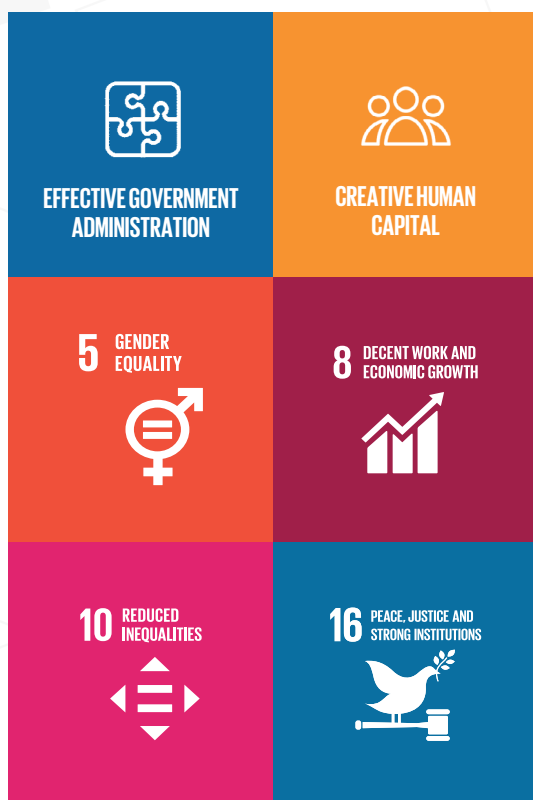 EFFECTIVE GOVERNMENT
ADMINISTRATION
CREATIVE HUMAN
CAPITAL
5 GENDER
EQUALITY
8 DECENT WORK AND
ECONOMIC GROWTH
10 REDUCED
INEQUALITIES
16 PEACE, JUSTICE AND
STRONG INSTITUTIONS